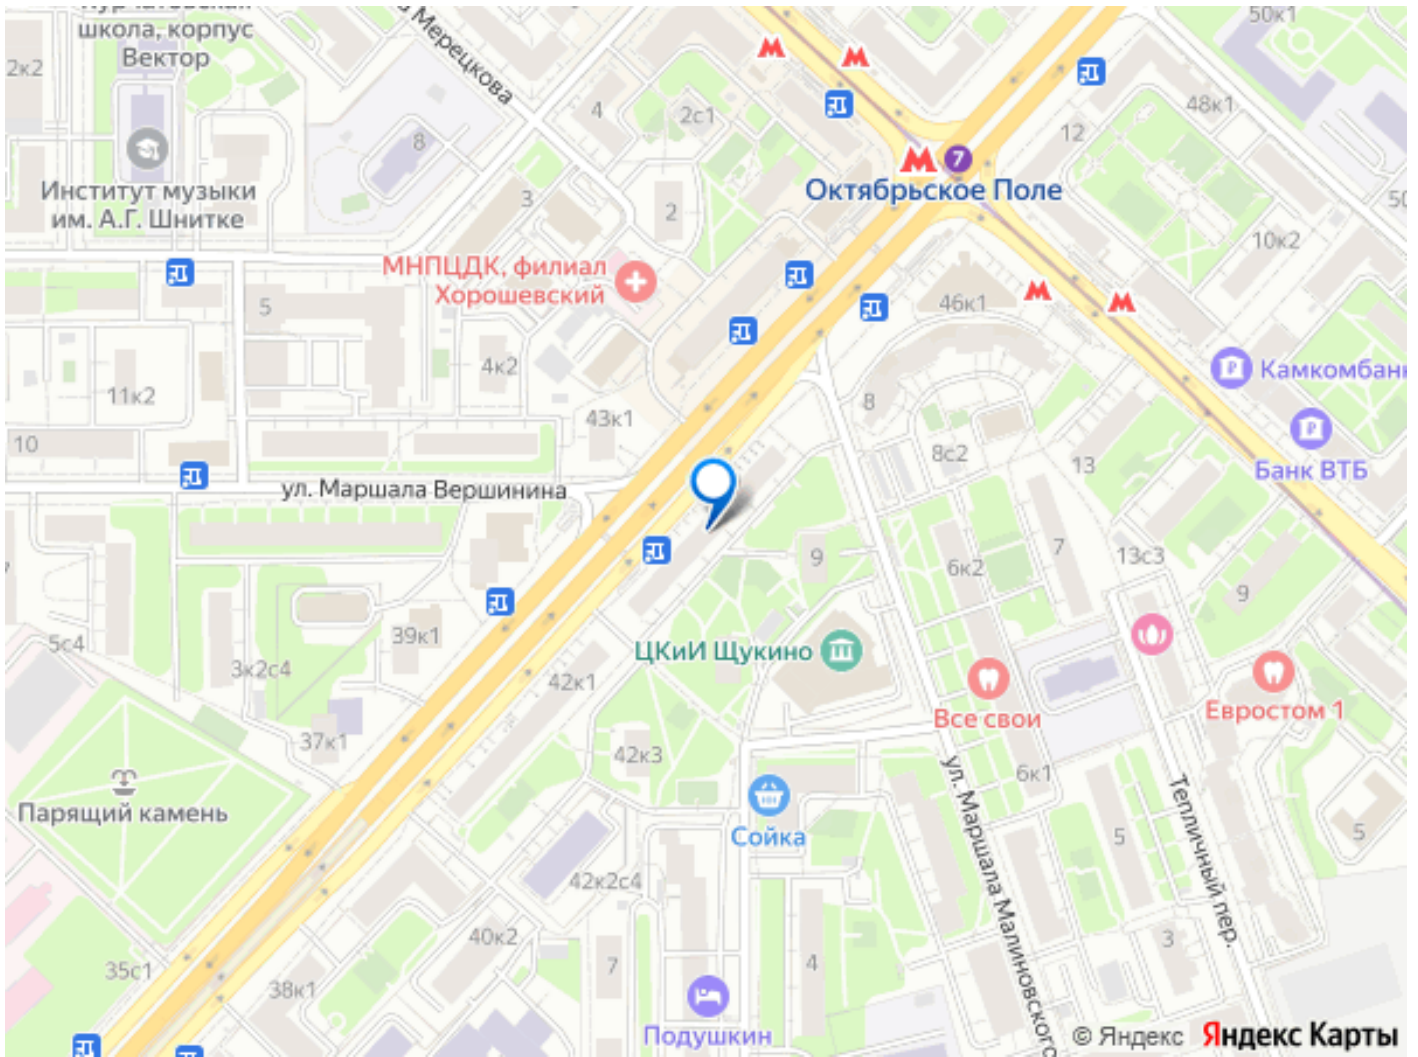 школа, корпус
Вектор
Мерецкова
50к1
2к2
4
2с1
48к1
12
8
7
Октябрьское Поле
Институт музыки
им. А.Г. Шнитке
3
2
10к2
МНПЦДК, филиал
Хорошевский
5
46к1
4к2
Камкомбанк
11к2
8
43к1
10
8с2
13
Банк ВТБ
ул. Маршала Вершинина
9
6к2
7
13с3
9
5с4
39к1
ЦКиИ Щукино
3к2с4
42к1
Все свои
Евростом 1
37к1
42к3
6к1
Парящий камень
Сойка
ул. Маршала Малиновского
Тепличный пер.
5
5
42к2с4
40к2
3
35с1
38к1
7
4
Подушкин
© Яндекс Яндекс Карты